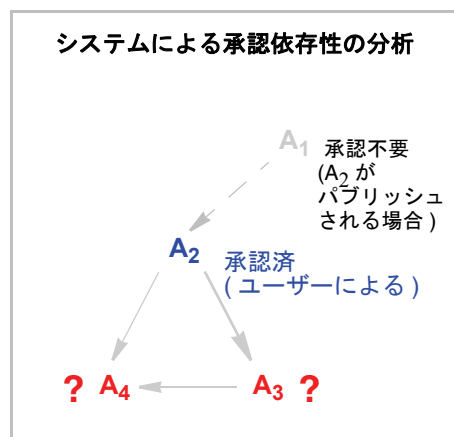 システムによる承認依存性の分析
A1 承認不要
(A2 が
パブリッシュ
される場合 )
A2 承認済
( ユーザーによる )
? A4 A3 ?